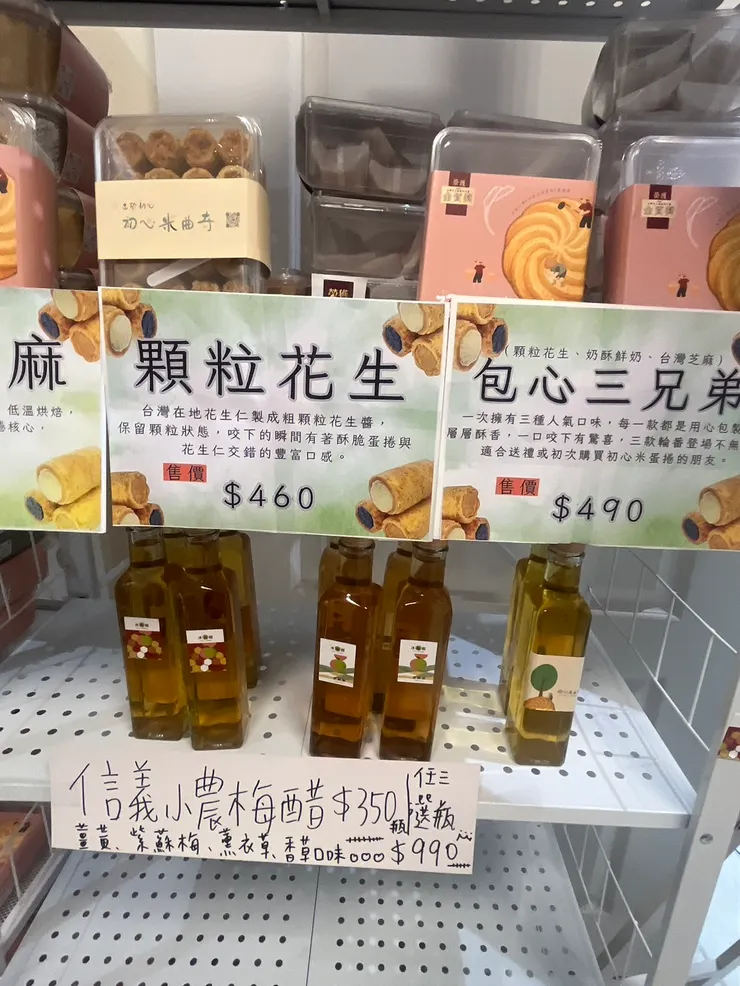 初心米曲奇
麻
低溫烘焙，
核心，
顆粒花生
台灣在地花生仁製成粗顆粒花生醬，
保留顆粒狀態，咬下的瞬間有著酥脆蛋捲與
花生仁交錯的豐富口感。
售價
$460
（顆粒花生、奶酥鮮奶、台灣芝麻）
包心三兄弟
一次擁有三種人氣口味，每一款都是用心包製
層層酥香，一口咬下有驚喜，三款輪番登場不無
適合送禮或初次購買初心米蛋捲的朋友。
售價
$490
信義小農梅醋$350瓶
任三
選瓶
薑黃、紫蘇梅、薰衣草、香草口味。。。$990